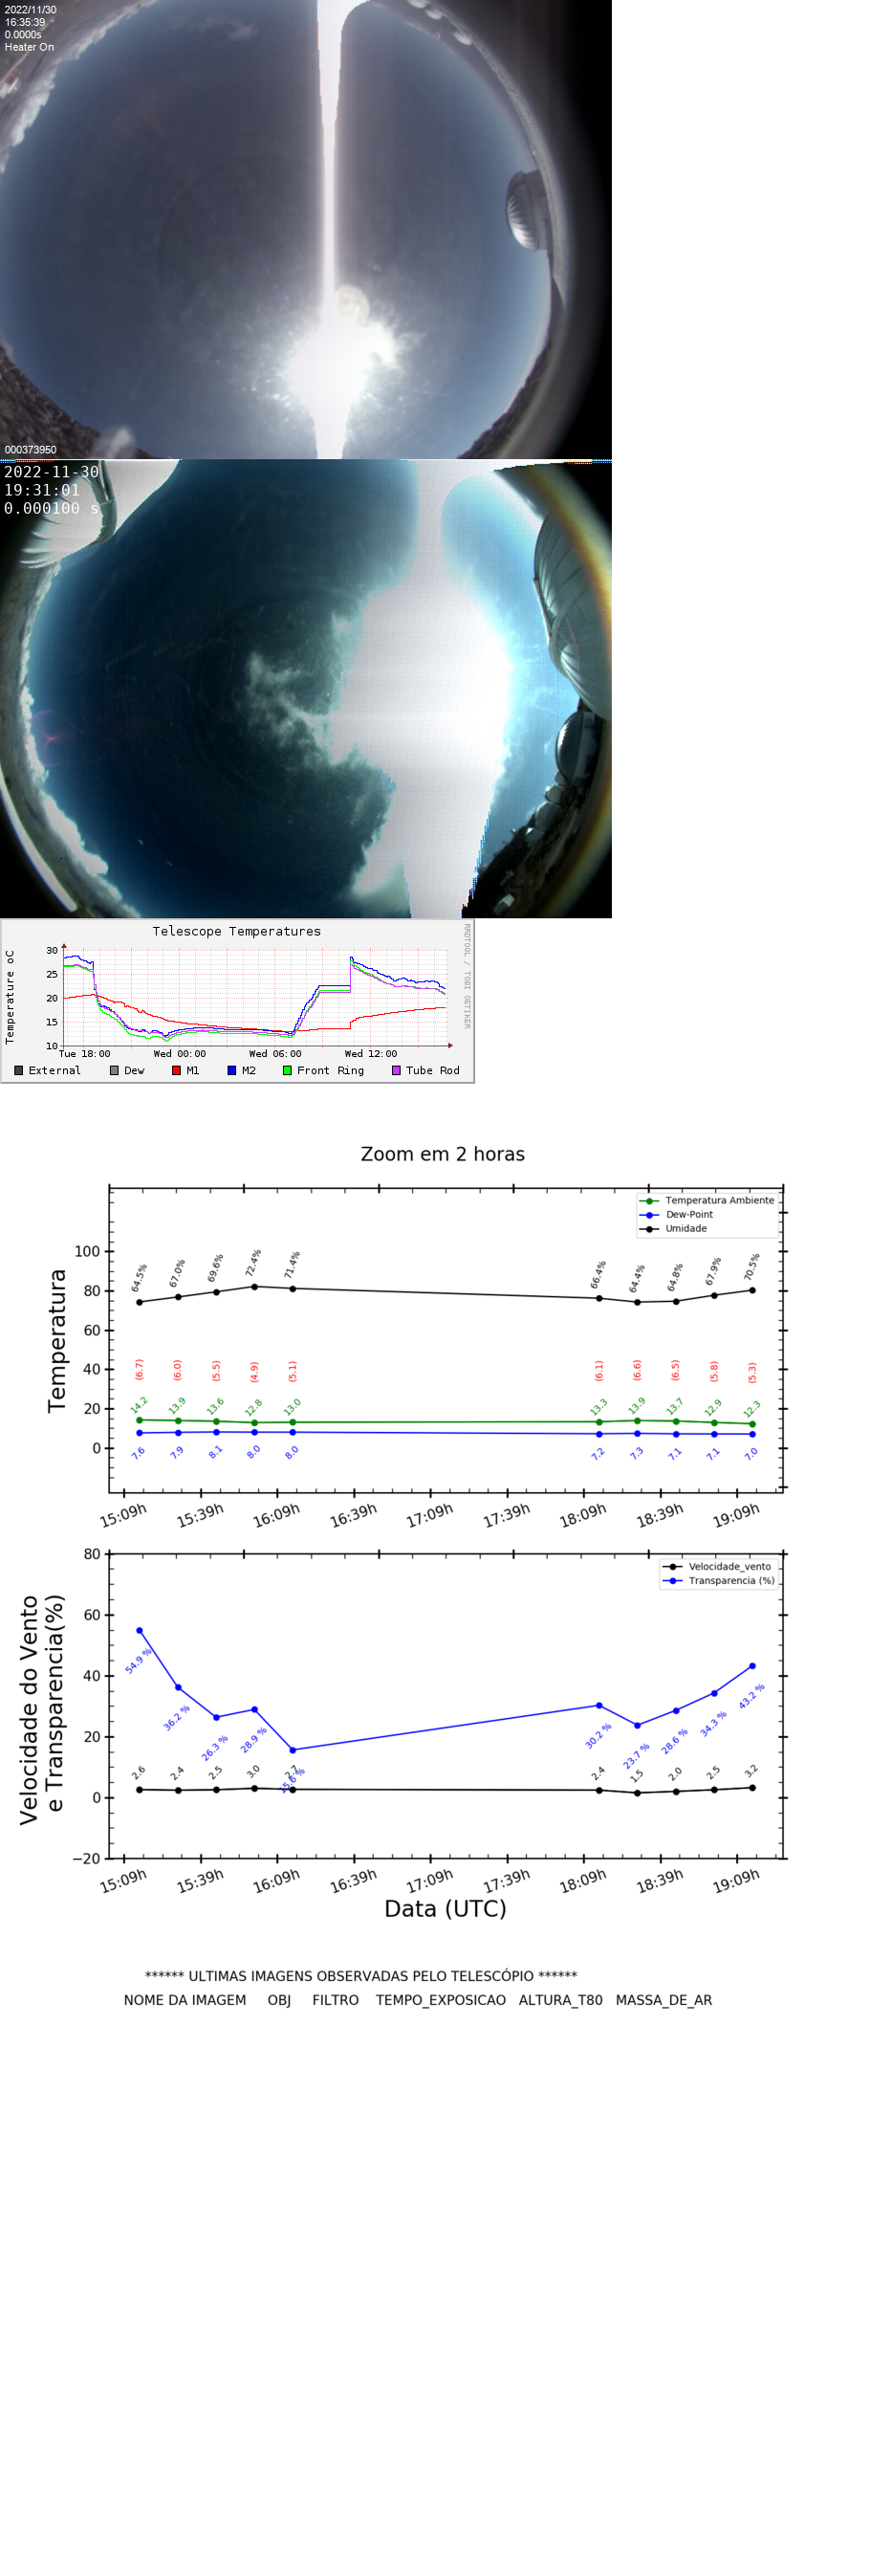 2022/11/30
16:35:39
0.0000s
Heater On
000373950
2022-11-30
19:31:01
0.000100 s
Telescope Temperatures
RRDTOOL / TOBI OETIKER
Temperature oC
30
25
20
15
10
Tue 18:00 Wed 00:00 Wed 06:00 Wed 12:00
External Dew M1 M2 Front Ring Tube Rod
Zoom em 2 horas
Temperatura Ambiente
Dew-Point
Umidade
Temperatura
100
80
60
40
20
0
64.5% 67.0% 69.6% 72.4% 71.4% 66.4% 64.4% 64.8% 67.9% 70.5%
(6.7) (6.0) (5.5) (4.9) (5.1) (6.1) (6.6) (6.5) (5.8) (5.3)
14.2 13.9 13.6 12.8 13.0 13.3 13.9 13.7 12.9 12.3
7.6 7.9 8.1 8.0 8.0 7.2 7.3 7.1 7.1 7.0
15:09h 15:39h 16:09h 16:39h 17:09h 17:39h 18:09h 18:39h 19:09h
Velocidade_vento
Transparencia (%)
Velocidade do Vento
e Transparencia(%)
80
60
40
20
0
−20
54.9 % 36.2 % 26.3 % 28.9 % 30.2 % 23.7 % 28.6 % 34.3 % 43.2 %
2.6 2.4 2.5 3.0 2.7 2.4 1.5 2.0 2.5 3.2
15:09h 15:39h 16:09h 16:39h 17:09h 17:39h 18:09h 18:39h 19:09h
Data (UTC)
****** ULTIMAS IMAGENS OBSERVADAS PELO TELESCÓPIO ******
NOME DA IMAGEM OBJ FILTRO TEMPO_EXPOSICAO ALTURA_T80 MASSA_DE_AR